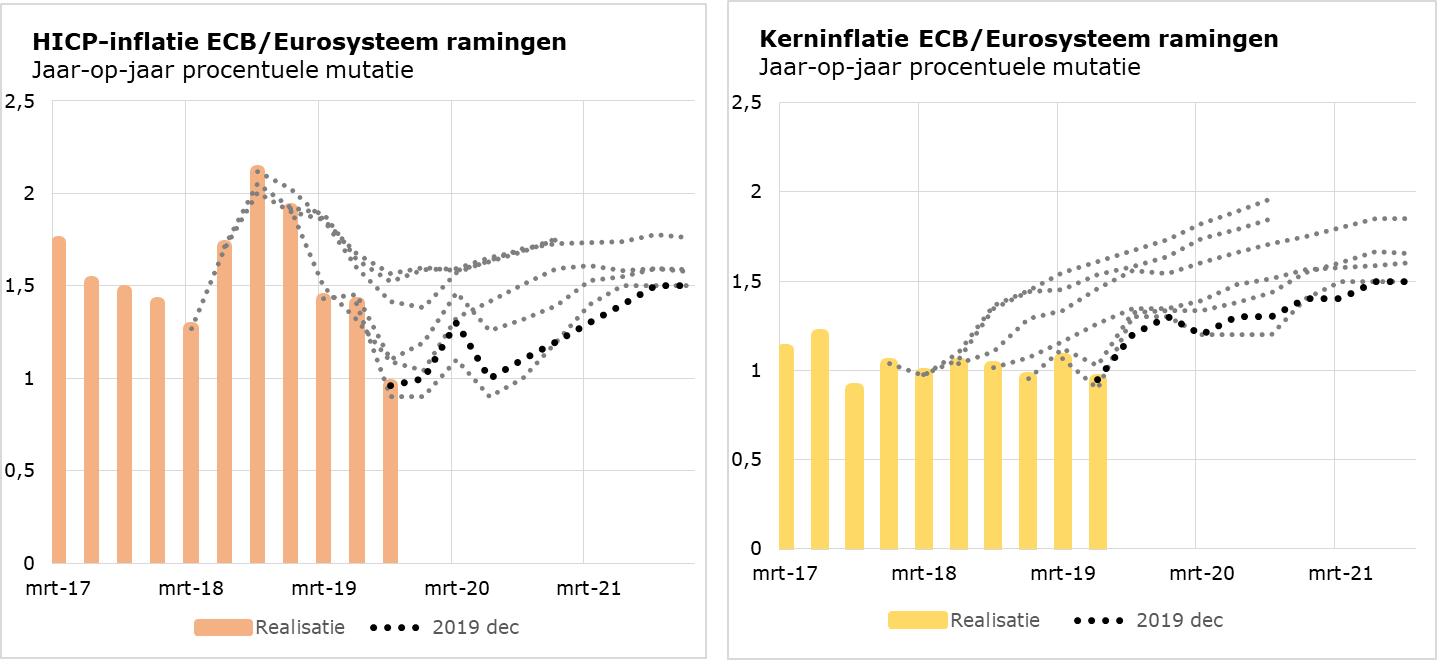 HICP-inflatie ECB/Eurosysteem ramingen
Jaar-op-jaar procentuele mutatie
2,5
2
1,5
1
0,5
0
mrt-17 mrt-18 mrt-19 mrt-20 mrt-21
Realisatie 2019 dec
Kerninflatie ECB/Eurosysteem ramingen
Jaar-op-jaar procentuele mutatie
2,5
2
1,5
1
0,5
0
mrt-17 mrt-18 mrt-19 mrt-20 mrt-21
Realisatie 2019 dec